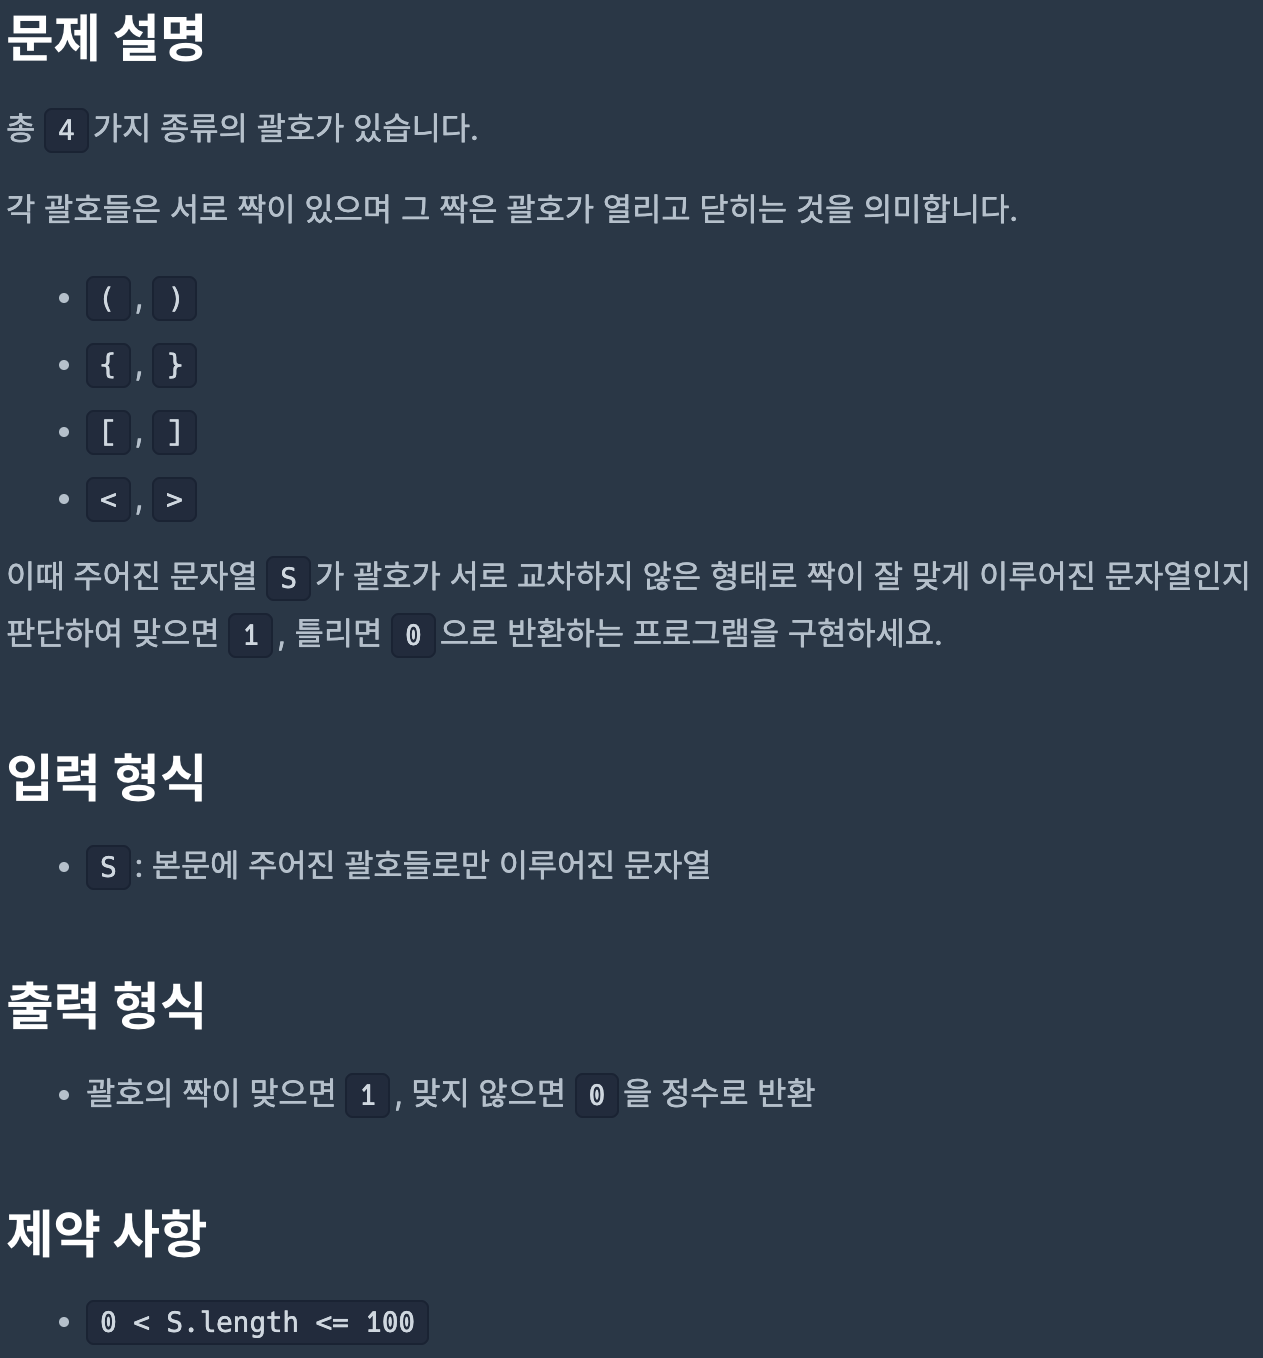 문제 설명
총 4 가지 종류의 괄호가 있습니다.
각 괄호들은 서로 짝이 있으며 그 짝은 괄호가 열리고 닫히는 것을 의미합니다.
• ( , )
• { , }
• [ , ]
• < , >
이때 주어진 문자열 S 가 괄호가 서로 교차하지 않은 형태로 짝이 잘 맞게 이루어진 문자열인지
판단하여 맞으면 1 , 틀리면 0 으로 반환하는 프로그램을 구현하세요.
입력 형식
• S : 본문에 주어진 괄호들로만 이루어진 문자열
출력 형식
• 괄호의 짝이 맞으면 1 , 맞지 않으면 0 을 정수로 반환
제약 사항
• 0 < S.length <= 100